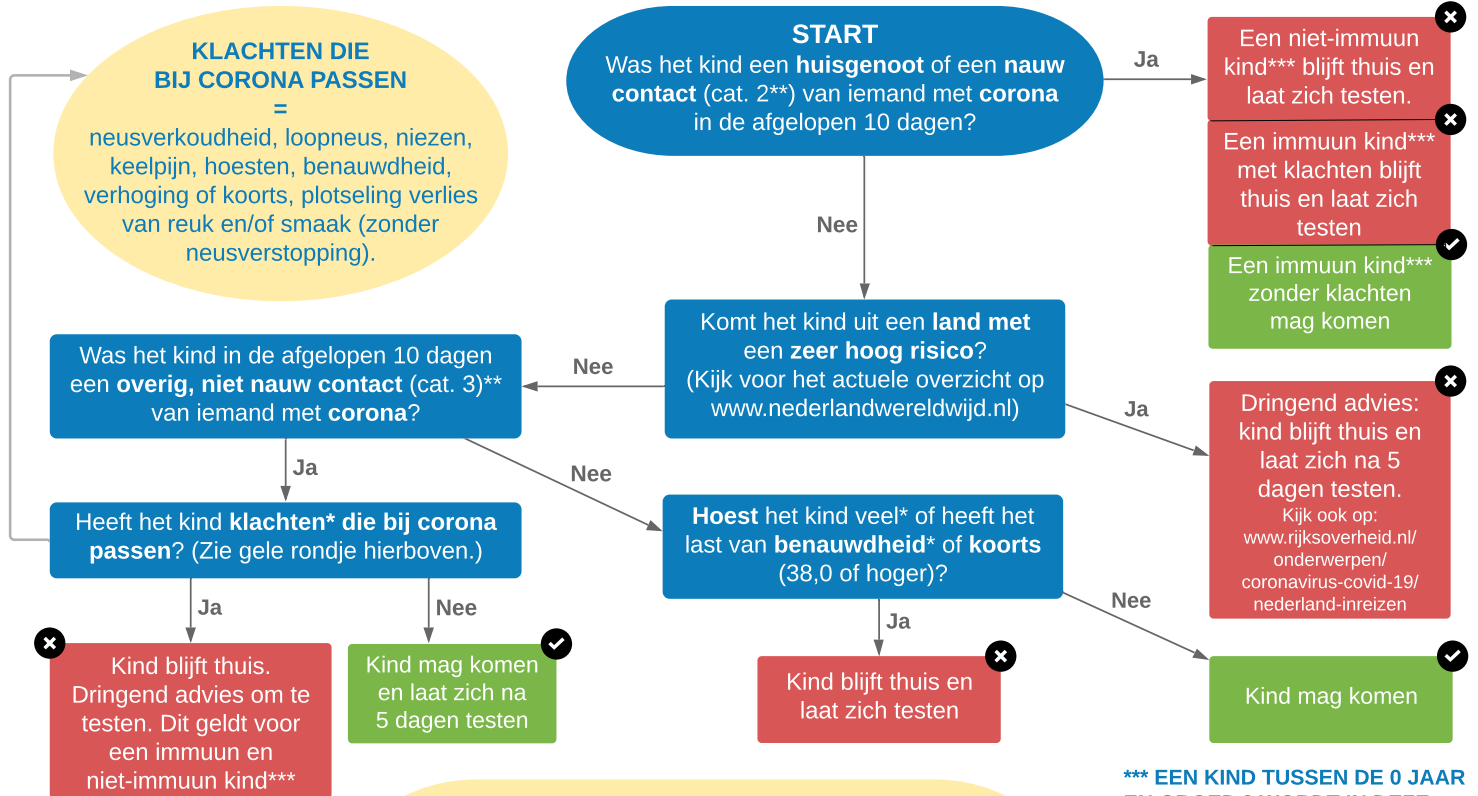 KLACHTEN DIE
BIJ CORONA PASSEN
=
neusverkoudheid, loopneus, niezen,
keelpijn, hoesten, benauwdheid,
verhoging of koorts, plotseling verlies
van reuk en/of smaak (zonder
neusverstopping).
START
Was het kind een huisgenoot of een nauw
contact (cat. 2**) van iemand met corona
in de afgelopen 10 dagen?
Ja
Een niet-immuun
kind*** blijft thuis en
laat zich testen.
Een immuun kind***
met klachten blijft
thuis en laat zich
testen
Een immuun kind***
zonder klachten
mag komen
Nee
Komt het kind uit een land met
een zeer hoog risico?
(Kijk voor het actuele overzicht op
www.nederlandwereldwijd.nl)
Ja
Dringend advies:
kind blijft thuis en
laat zich na 5
dagen testen.
Kijk ook op:
www.rijksoverheid.nl/
onderwerpen/
coronavirus-covid-19/
nederland-inreizen
Nee
Was het kind in de afgelopen 10 dagen
een overig, niet nauw contact (cat. 3)**
van iemand met corona?
Ja
Nee
Heeft het kind klachten* die bij corona
passen? (Zie gele rondje hierboven.)
Hoest het kind veel* of heeft het
last van benauwdheid* of koorts
(38,0 of hoger)?
Ja
Nee
Ja
Nee
Kind blijft thuis.
Dringend advies om te
testen. Dit geldt voor
een immuun en
niet-immuun kind***
Kind mag komen
en laat zich na
5 dagen testen
Kind blijft thuis en
laat zich testen
Kind mag komen
*** EEN KIND TUSSEN DE 0 JAAR